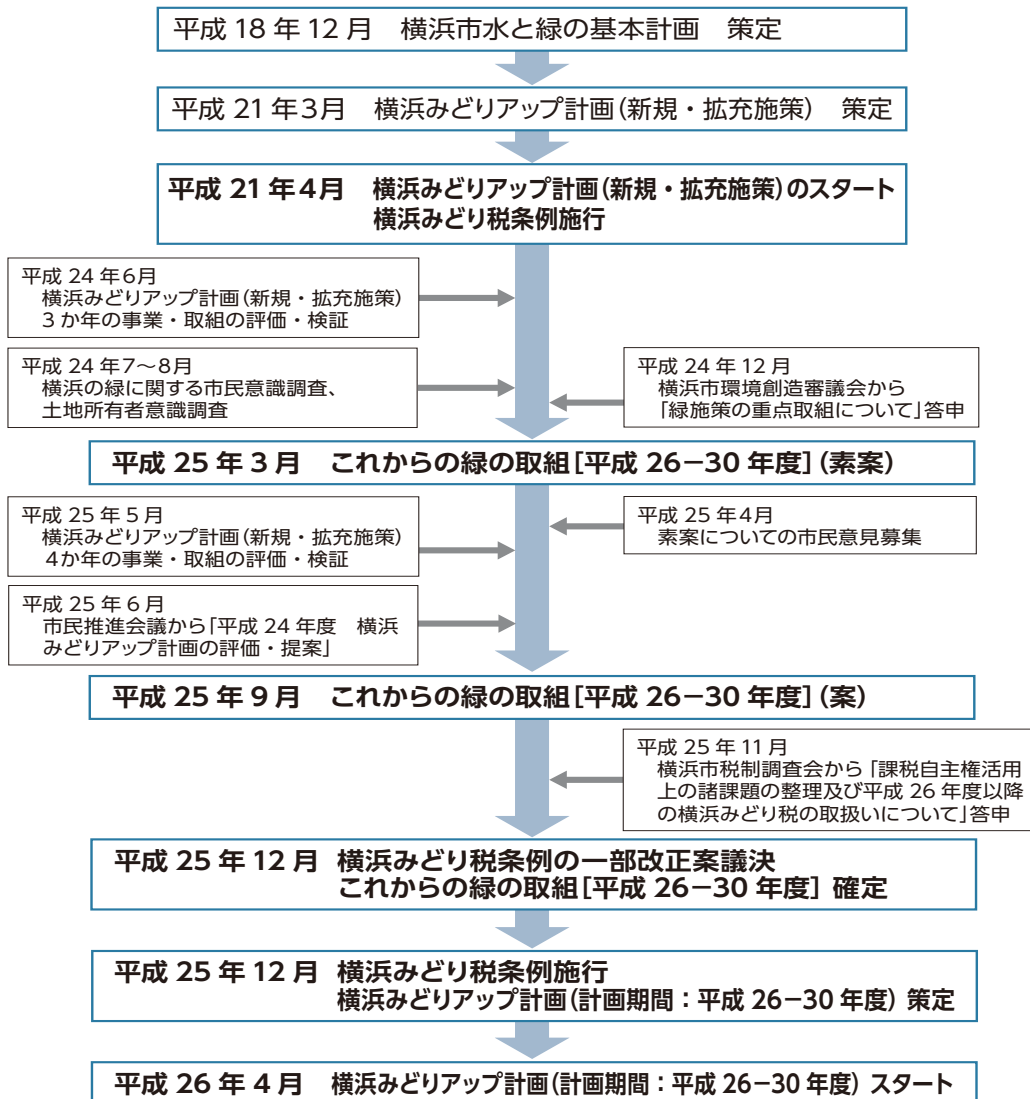 平成 18 年 12 月　横浜市水と緑の基本計画　策定
平成 21 年3月　横浜みどりアップ計画(新規・拡充施策)　策定
平成 21 年4月　横浜みどりアップ計画(新規・拡充施策)のスタート
横浜みどり税条例施行
平成 24 年6月
横浜みどりアップ計画(新規・拡充施策)
3 か年の事業・取組の評価・検証
平成 24 年7～8月
横浜の緑に関する市民意識調査、
土地所有者意識調査
平成 24 年 12 月
横浜市環境創造審議会から
「緑施策の重点取組について」答申
平成 25 年 3 月　これからの緑の取組[平成 26－30 年度](素案)
平成 25 年 4月
素案についての市民意見募集
平成 25 年 5 月
横浜みどりアップ計画(新規・拡充施策)
4か年の事業・取組の評価・検証
平成 25 年 6 月
市民推進会議から「平成 24 年度　横浜
みどりアップ計画の評価・提案」
平成 25 年 9 月　これからの緑の取組[平成 26－30 年度](案)
平成 25 年 11 月
横浜市税制調査会から「課税自主権活用
上の諸課題の整理及び平成 26 年度以降
の横浜みどり税の取扱いについて」答申
平成 25 年 12 月　横浜みどり税条例の一部改正案議決
これからの緑の取組[平成 26－30 年度] 確定
平成 25 年 12 月　横浜みどり税条例施行
横浜みどりアップ計画(計画期間：平成 26－30 年度) 策定
平成 26 年 4 月　横浜みどりアップ計画(計画期間：平成 26－30 年度) スタート